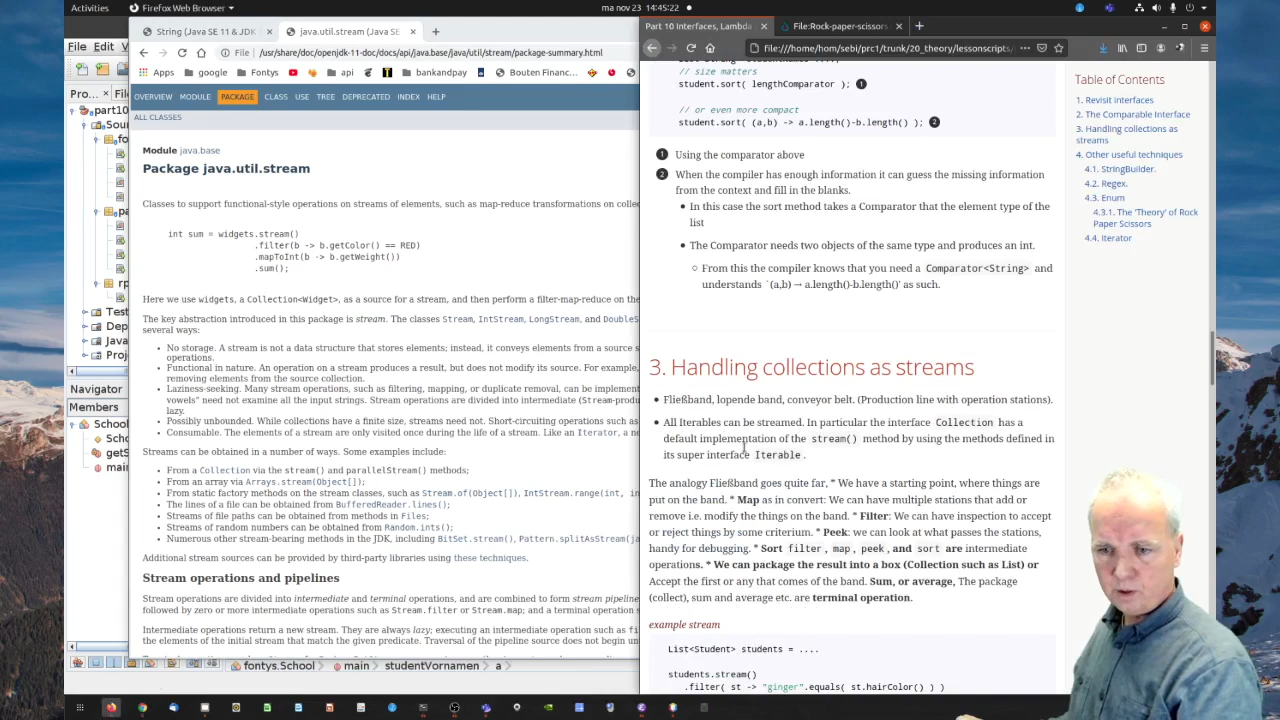 Activities
Firefox Web Browser
ma nov 23 14:45:22
File Edit
String (Java SE 11 & JDK
java.util.stream (Java SE
File /usr/share/doc/openjdk-11-doc/docs/api/java.base/java/util/stream/package-summary.html
Apps google Fontys api bankandpay Bouten Financ...
OVERVIEW MODULE PACKAGE CLASS USE TREE DEPRECATED INDEX HELP
ALL CLASSES
Module java.base
Package java.util.stream
Classes to support functional-style operations on streams of elements, such as map-reduce transformations on collec
int sum = widgets.stream()
.filter(b -> b.getColor() == RED)
.mapToInt(b -> b.getWeight())
.sum();
Here we use widgets, a Collection<Widget>, as a source for a stream, and then perform a filter-map-reduce on the
The key abstraction introduced in this package is stream. The classes Stream, IntStream, LongStream, and DoubleS
several ways:
• No storage. A stream is not a data structure that stores elements; instead, it conveys elements from a source s
operations.
• Functional in nature. An operation on a stream produces a result, but does not modify its source. For example,
removing elements from the source collection.
• Laziness-seeking. Many stream operations, such as filtering, mapping, or duplicate removal, can be implement
vowels" need not examine all the input strings. Stream operations are divided into intermediate (Stream-produ
lazy.
• Possibly unbounded. While collections have a finite size, streams need not. Short-circuiting operations such as
• Consumable. The elements of a stream are only visited once during the life of a stream. Like an Iterator, a ne
Streams can be obtained in a number of ways. Some examples include:
• From a Collection via the stream() and parallelStream() methods;
• From an array via Arrays.stream(Object[]);
• From static factory methods on the stream classes, such as Stream.of(Object[]), IntStream.range(int, in
• The lines of a file can be obtained from BufferedReader.lines();
• Streams of file paths can be obtained from methods in Files;
• Streams of random numbers can be obtained from Random.ints();
• Numerous other stream-bearing methods in the JDK, including BitSet.stream(), Pattern.splitAsStream(ja
Additional stream sources can be provided by third-party libraries using these techniques.
Stream operations and pipelines
Stream operations are divided into intermediate and terminal operations, and are combined to form stream pipeline
followed by zero or more intermediate operations such as Stream.filter or Stream.map; and a terminal operation s
Intermediate operations return a new stream. They are always lazy; executing an intermediate operation such as fi
the elements of the initial stream that match the given predicate. Traversal of the pipeline source does not begin un
Pro...
part10
Sour
fo
pa
rp
Test
Depe
Java
Proje
Navigator
Members
School
Scho
getS
main
fontys.School main studentVornamen a
Part 10 Interfaces, Lambda
File:Rock-paper-scissors
file:///home/hom/sebi/prc1/trunk/20_theory/lessonscripts/
// size matters
student.sort( lengthComparator ); 1
// or even more compact
student.sort( (a,b) -> a.length()-b.length() ); 2
1 Using the comparator above
2 When the compiler has enough information it can guess the missing information
from the context and fill in the blanks.
• In this case the sort method takes a Comparator that the element type of the
list
• The Comparator needs two objects of the same type and produces an int.
○ From this the compiler knows that you need a Comparator<String> and
understands `(a,b) → a.length()-b.length()' as such.
3. Handling collections as streams
• Fließband, lopende band, conveyor belt. (Production line with operation stations).
• All Iterables can be streamed. In particular the interface Collection has a
default implementation of the stream() method by using the methods defined in
its super interface Iterable .
The analogy Fließband goes quite far, * We have a starting point, where things are
put on the band. * Map as in convert: We can have multiple stations that add or
remove i.e. modify the things on the band. * Filter: We can have inspection to accept
or reject things by some criterium. * Peek: we can look at what passes the stations,
handy for debugging. * Sort filter, map, peek, and sort are intermediate
operations. * We can package the result into a box (Collection such as List) or
Accept the first or any that comes of the band. Sum, or average, The package
(collect), sum and average etc. are terminal operation.
example stream
List<Student> students = ....
students.stream()
.filter( st -> "ginger".equals( st.hairColor() ) )
Table of Contents
1. Revisit interfaces
2. The Comparable Interface
3. Handling collections as
streams
4. Other useful techniques
4.1. StringBuilder.
4.2. Regex.
4.3. Enum
4.3.1. The 'Theory' of Rock
Paper Scissors
4.4. Iterator